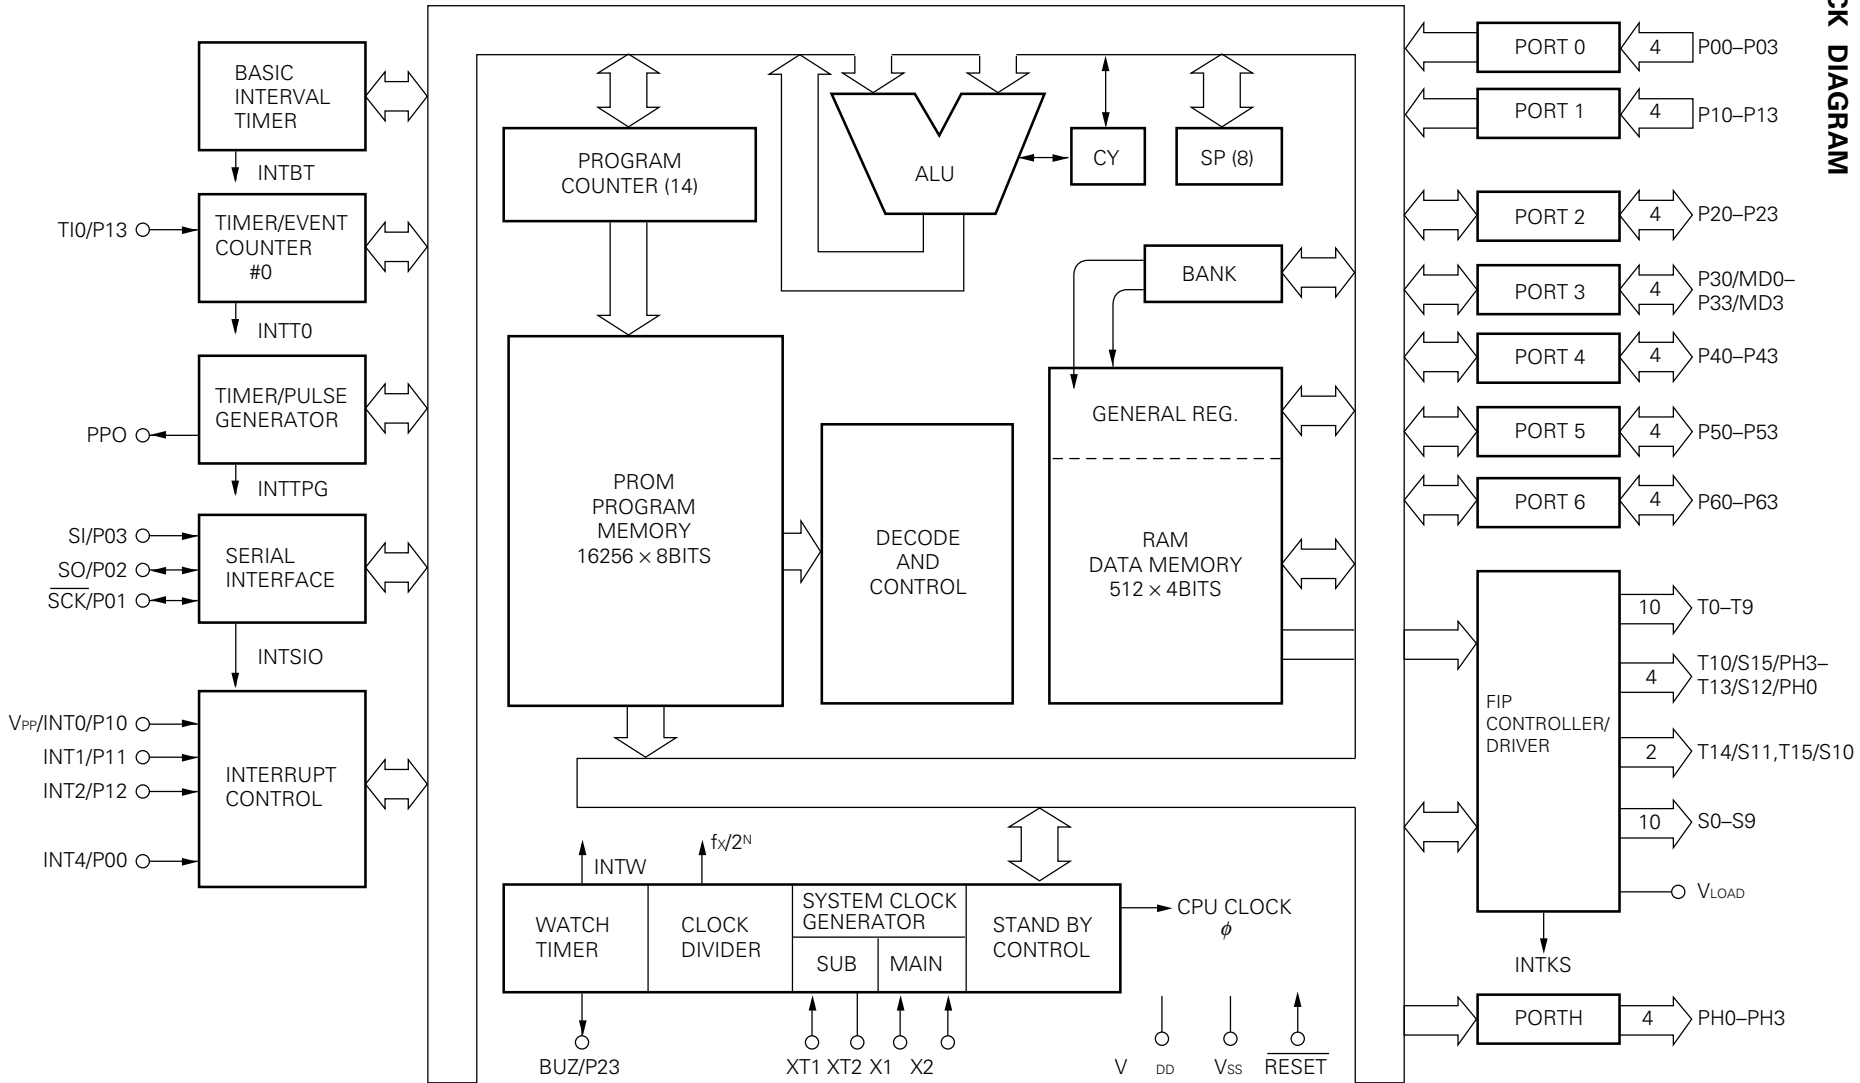 CK DIAGRAM
BASIC
INTERVAL
TIMER
INTBT
TI0/P13
TIMER/EVENT
COUNTER
#0
INTT0
TIMER/PULSE
GENERATOR
PPO
INTTPG
SI/P03
SO/P02
SCK/P01
SERIAL
INTERFACE
INTSIO
VPP/INT0/P10
INT1/P11
INT2/P12
INT4/P00
INTERRUPT
CONTROL
PROGRAM
COUNTER (14)
ALU
CY
SP (8)
BANK
PROM
PROGRAM
MEMORY
16256 × 8BITS
DECODE
AND
CONTROL
GENERAL REG.
RAM
DATA MEMORY
512 × 4BITS
INTW
fX/2N
WATCH
TIMER
CLOCK
DIVIDER
SYSTEM CLOCK
GENERATOR
SUB
MAIN
STAND BY
CONTROL
CPU CLOCK
ϕ
BUZ/P23
XT1 XT2 X1 X2
V DD
VSS
RESET
PORT 0
4
P00–P03
PORT 1
4
P10–P13
PORT 2
4
P20–P23
PORT 3
4
P30/MD0–
P33/MD3
PORT 4
4
P40–P43
PORT 5
4
P50–P53
PORT 6
4
P60–P63
FIP
CONTROLLER/
DRIVER
10
T0–T9
4
T10/S15/PH3–
T13/S12/PH0
2
T14/S11,T15/S10
10
S0–S9
VLOAD
INTKS
PORTH
4
PH0–PH3